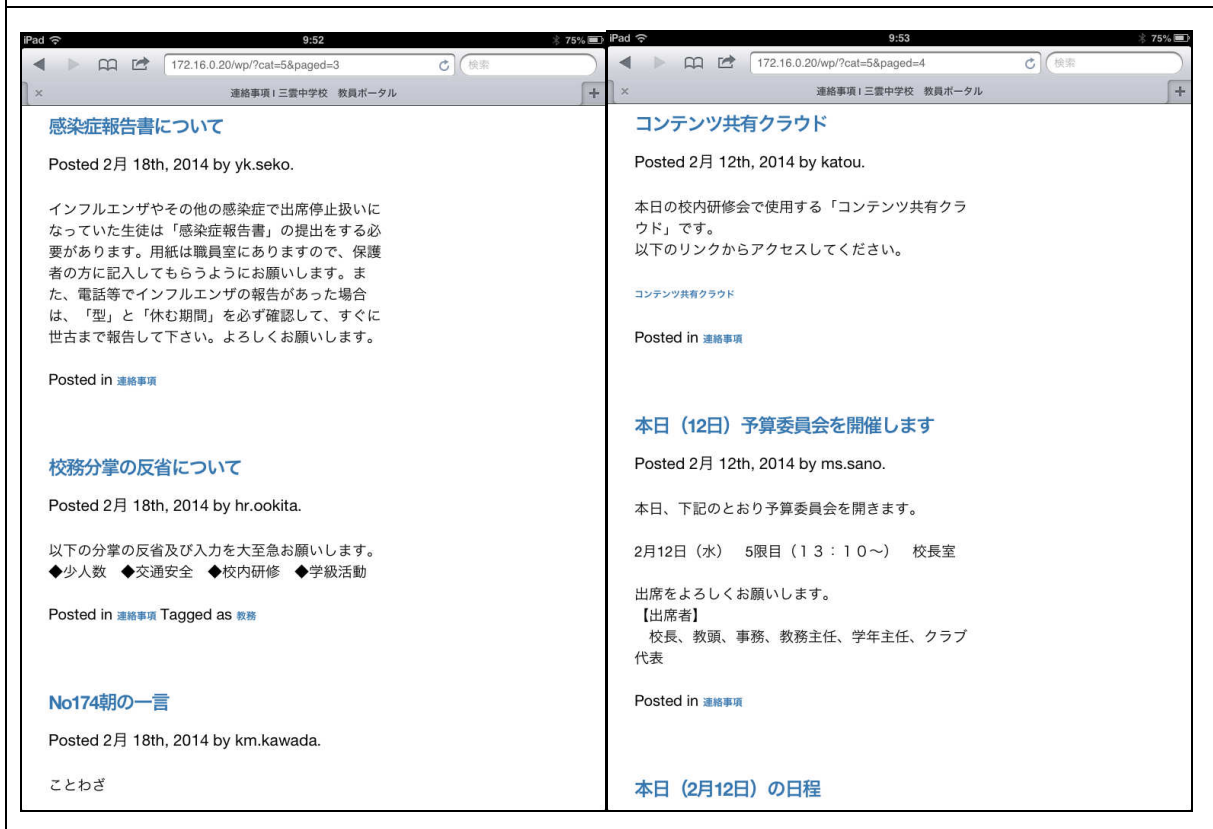 iPad 9:52 75%
172.16.0.20/wp/?cat=5&paged=3 検索
連絡事項 | 三雲中学校 教員ポータル
感染症報告書について
Posted 2月 18th, 2014 by yk.seko.
インフルエンザやその他の感染症で出席停止扱いに
なっていた生徒は「感染症報告書」の提出をする必
要があります。用紙は職員室にありますので、保護
者の方に記入してもらうようにお願いします。ま
た、電話等でインフルエンザの報告があった場合
は、「型」と「休む期間」を必ず確認して、すぐに
世古まで報告して下さい。よろしくお願いします。
Posted in 連絡事項
校務分掌の反省について
Posted 2月 18th, 2014 by hr.ookita.
以下の分掌の反省及び入力を大至急お願いします。
◆少人数 ◆交通安全 ◆校内研修 ◆学級活動
Posted in 連絡事項 Tagged as 教務
No174朝の一言
Posted 2月 18th, 2014 by km.kawada.
ことわざ
iPad 9:53 75%
172.16.0.20/wp/?cat=5&paged=4 検索
連絡事項 | 三雲中学校 教員ポータル
コンテンツ共有クラウド
Posted 2月 12th, 2014 by katou.
本日の校内研修会で使用する「コンテンツ共有クラ
ウド」です。
以下のリンクからアクセスしてください。
コンテンツ共有クラウド
Posted in 連絡事項
本日（12日）予算委員会を開催します
Posted 2月 12th, 2014 by ms.sano.
本日、下記のとおり予算委員会を開きます。
2月12日（水） 5限目（１３：１０〜） 校長室
出席をよろしくお願いします。
【出席者】
校長、教頭、事務、教務主任、学年主任、クラブ
代表
Posted in 連絡事項
本日（2月12日）の日程